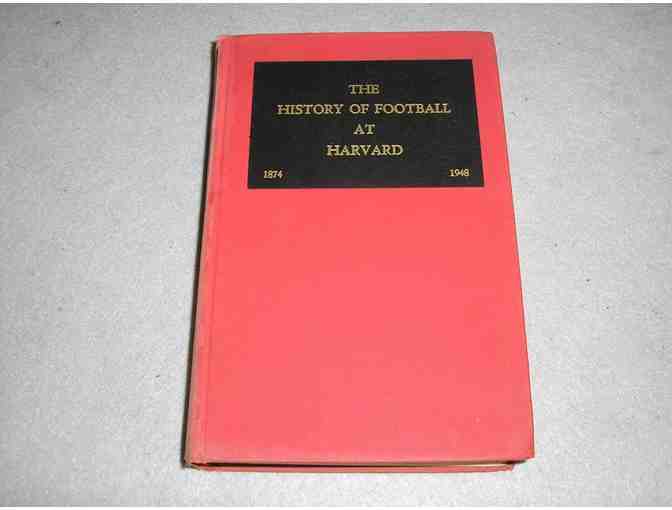 THE
HISTORY OF FOOTBALL
AT
HARVARD
1874 1948